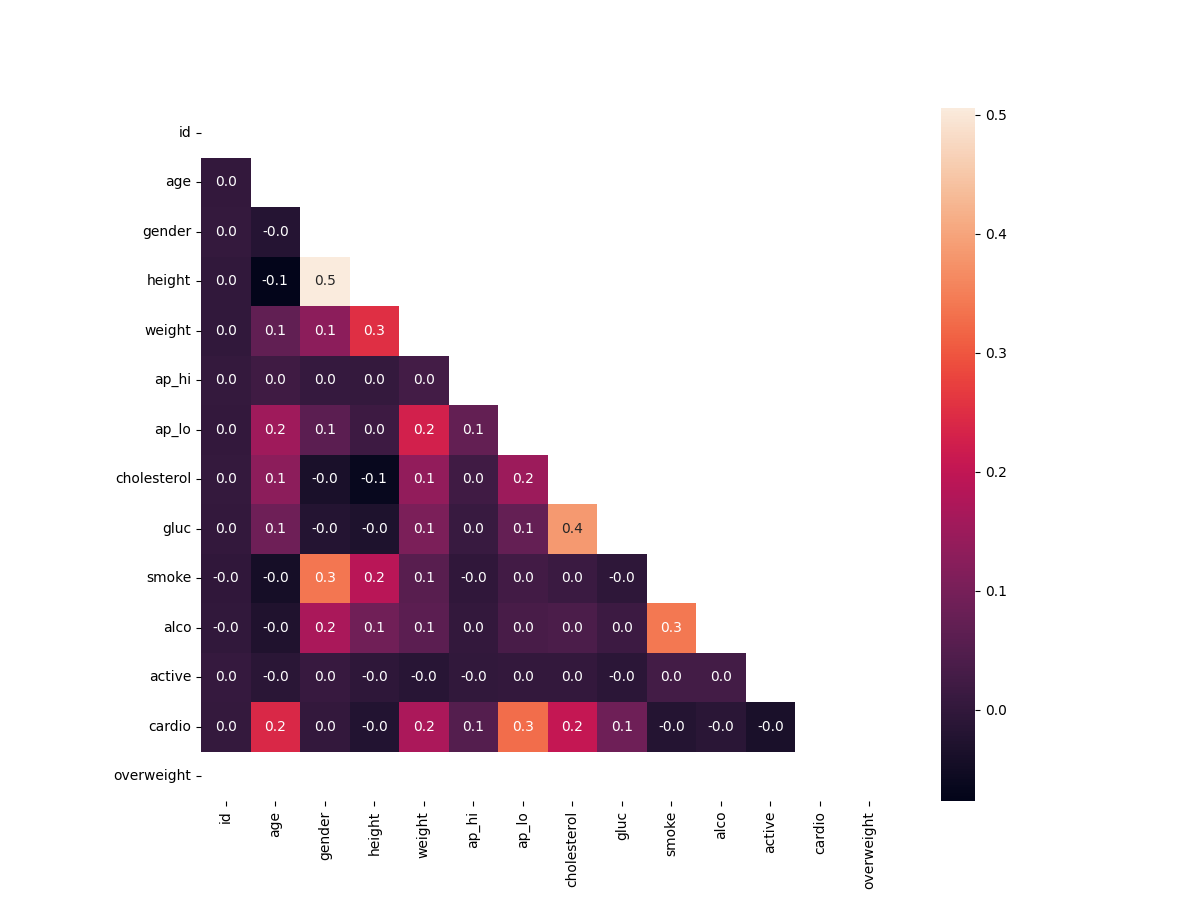 id
age 0.0
gender 0.0 -0.0
height 0.0 -0.1 0.5
weight 0.0 0.1 0.1 0.3
ap_hi 0.0 0.0 0.0 0.0 0.0
ap_lo 0.0 0.2 0.1 0.0 0.2 0.1
cholesterol 0.0 0.1 -0.0 -0.1 0.1 0.0 0.2
gluc 0.0 0.1 -0.0 -0.0 0.1 0.0 0.1 0.4
smoke -0.0 -0.0 0.3 0.2 0.1 -0.0 0.0 0.0 -0.0
alco -0.0 -0.0 0.2 0.1 0.1 0.0 0.0 0.0 0.0 0.3
active 0.0 -0.0 0.0 -0.0 -0.0 -0.0 0.0 0.0 -0.0 0.0 0.0
cardio 0.0 0.2 0.0 -0.0 0.2 0.1 0.3 0.2 0.1 -0.0 -0.0 -0.0
overweight
id age gender height weight ap_hi ap_lo cholesterol gluc smoke alco active cardio overweight
0.5
0.4
0.3
0.2
0.1
0.0